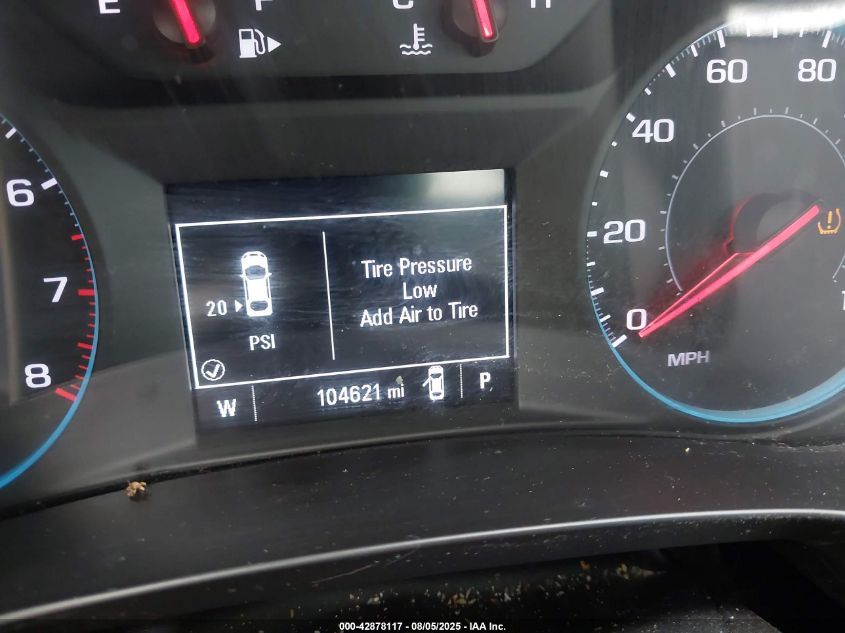 E F C H
60 80
40
20
0
MPH
6
7
8
20
PSI
Tire Pressure
Low
Add Air to Tire
W 104621 mi P
000-42878117 - 08/05/2025 - IAA Inc.